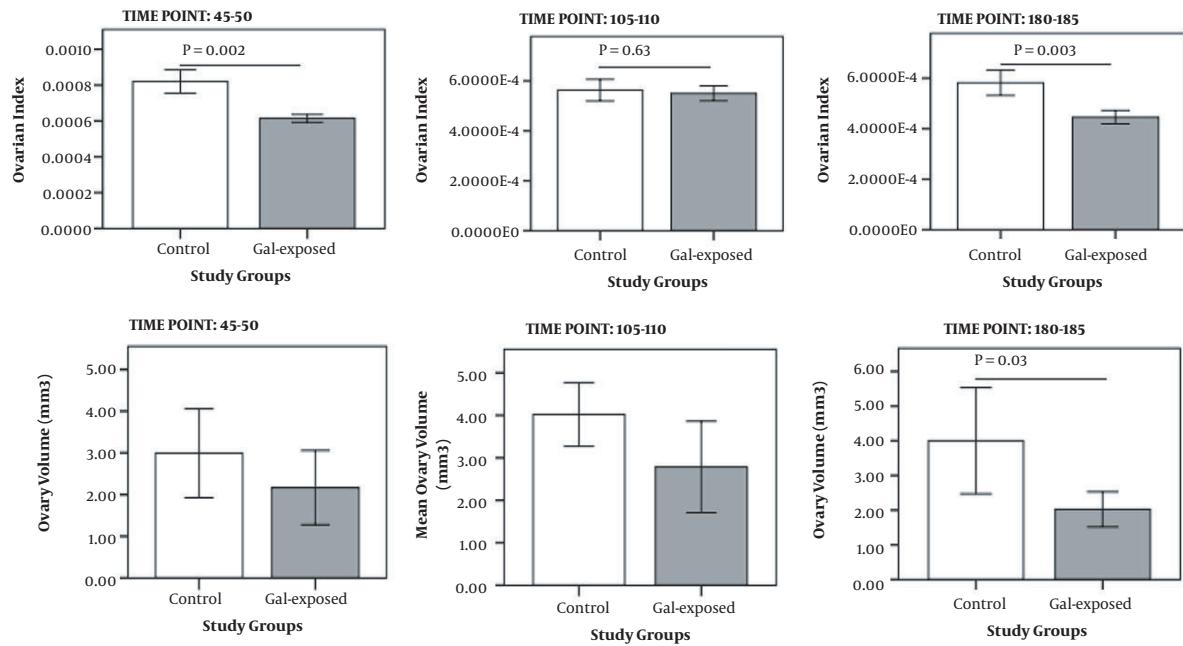 TIME POINT: 45-50
P = 0.002
Ovarian Index
0.0010
0.0008
0.0006
0.0004
0.0002
0.0000
Control
Gal-exposed
Study Groups
TIME POINT: 105-110
P = 0.63
Ovarian Index
6.0000E-4
4.0000E-4
2.0000E-4
0.0000E0
Control
Gal-exposed
Study Groups
TIME POINT: 180-185
P = 0.003
Ovarian Index
6.0000E-4
4.0000E-4
2.0000E-4
0.0000E0
Control
Gal-exposed
Study Groups
TIME POINT: 45-50
Ovary Volume (mm3)
5.00
4.00
3.00
2.00
1.00
0.00
Control
Gal-exposed
Study Groups
TIME POINT: 105-110
Mean Ovary Volume
(mm3)
5.00
4.00
3.00
2.00
1.00
0.00
Control
Gal-exposed
Study Groups
TIME POINT: 180-185
P = 0.03
Ovary Volume (mm3)
6.00
5.00
4.00
3.00
2.00
1.00
0.00
Control
Gal-exposed
Study Groups